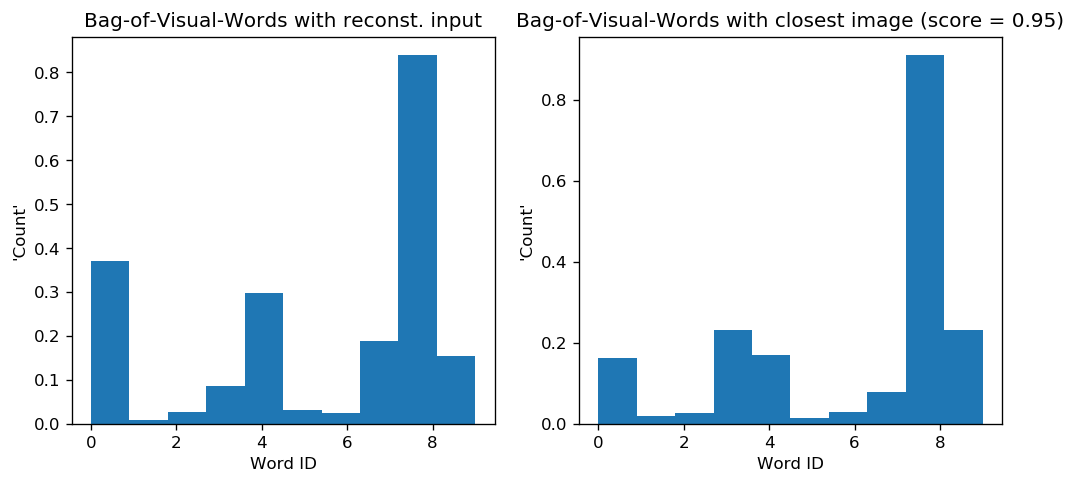 Bag-of-Visual-Words with reconst. input
0.8
0.7
0.6
0.5
0.4
0.3
0.2
0.1
0.0
'Count'
0 2 4 6 8
Word ID
Bag-of-Visual-Words with closest image (score = 0.95)
0.8
0.6
0.4
0.2
0.0
'Count'
0 2 4 6 8
Word ID